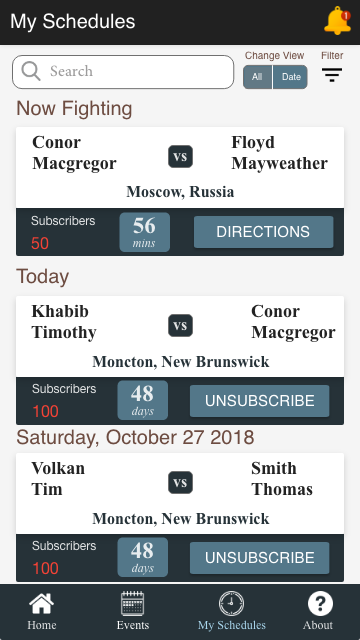 My Schedules
1
Change View
Filter
Search
All
Date
Now Fighting
Conor
Macgregor
vs
Floyd
Mayweather
Moscow, Russia
Subscribers
50
56
mins
DIRECTIONS
Today
Khabib
Timothy
vs
Conor
Macgregor
Moncton, New Brunswick
Subscribers
100
48
days
UNSUBSCRIBE
Saturday, October 27 2018
Volkan
Tim
vs
Smith
Thomas
Moncton, New Brunswick
Subscribers
100
48
days
UNSUBSCRIBE
Home
Events
My Schedules
About